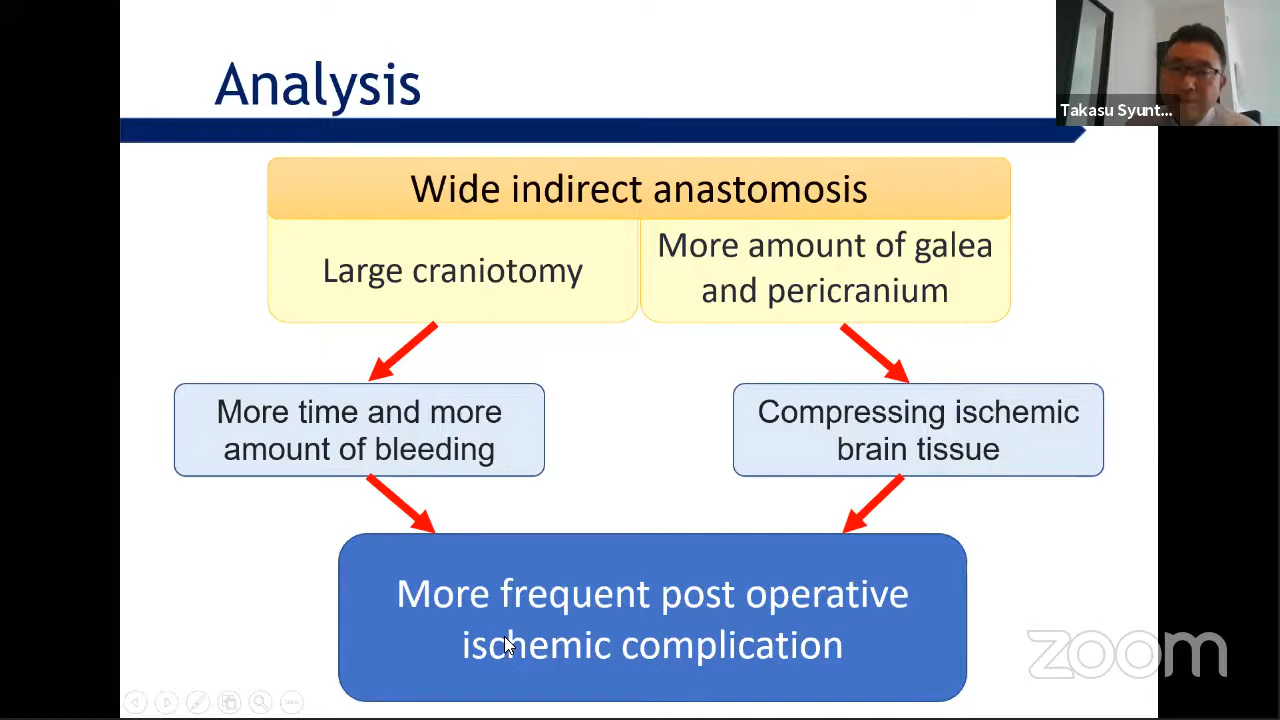 Analysis
Takasu Syunt...
Wide indirect anastomosis
Large craniotomy
More amount of galea
and pericranium
More time and more
amount of bleeding
Compressing ischemic
brain tissue
More frequent post operative
ischemic complication
zoom